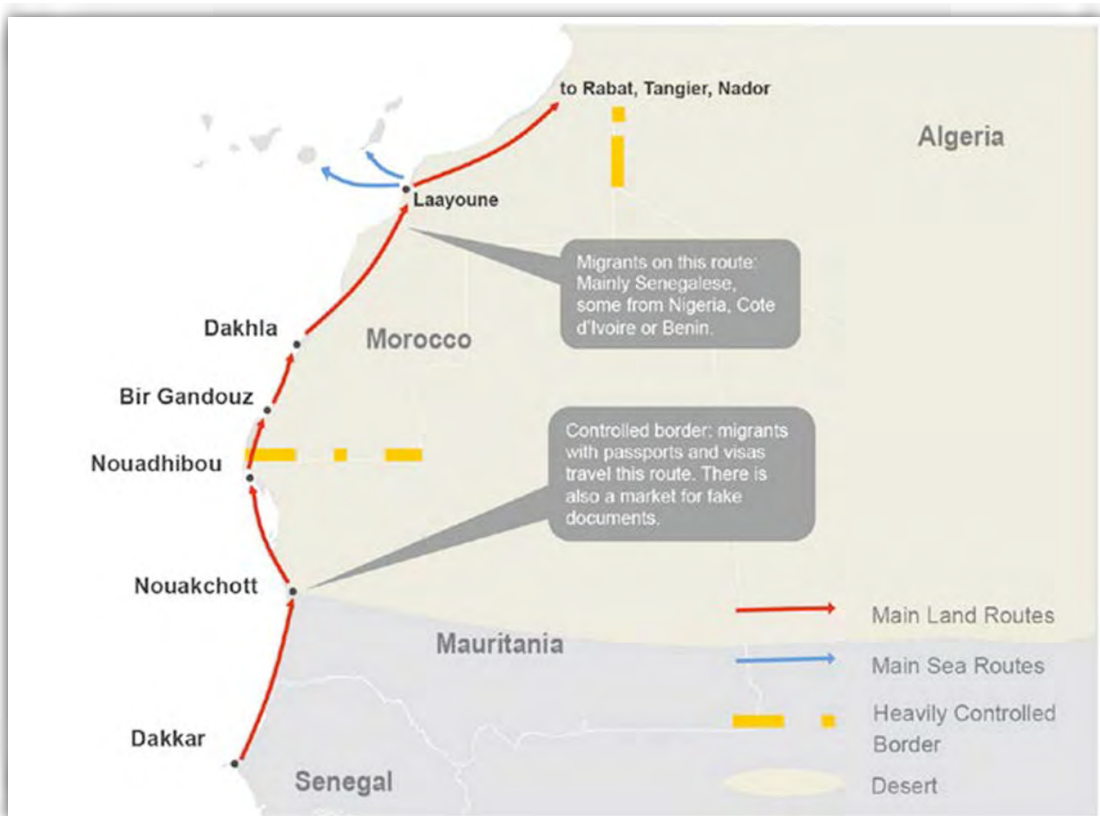 to Rabat, Tangier, Nador
Algeria
Laayoune
Migrants on this route:
Mainly Senegalese,
some from Nigeria, Cote
d'Ivoire or Benin.
Dakhla
Morocco
Bir Gandouz
Controlled border: migrants
with passports and visas
travel this route. There is
also a market for fake
documents.
Nouadhibou
Nouakchott
Mauritania
Main Land Routes
Main Sea Routes
Heavily Controlled
Border
Dakkar
Senegal
Desert